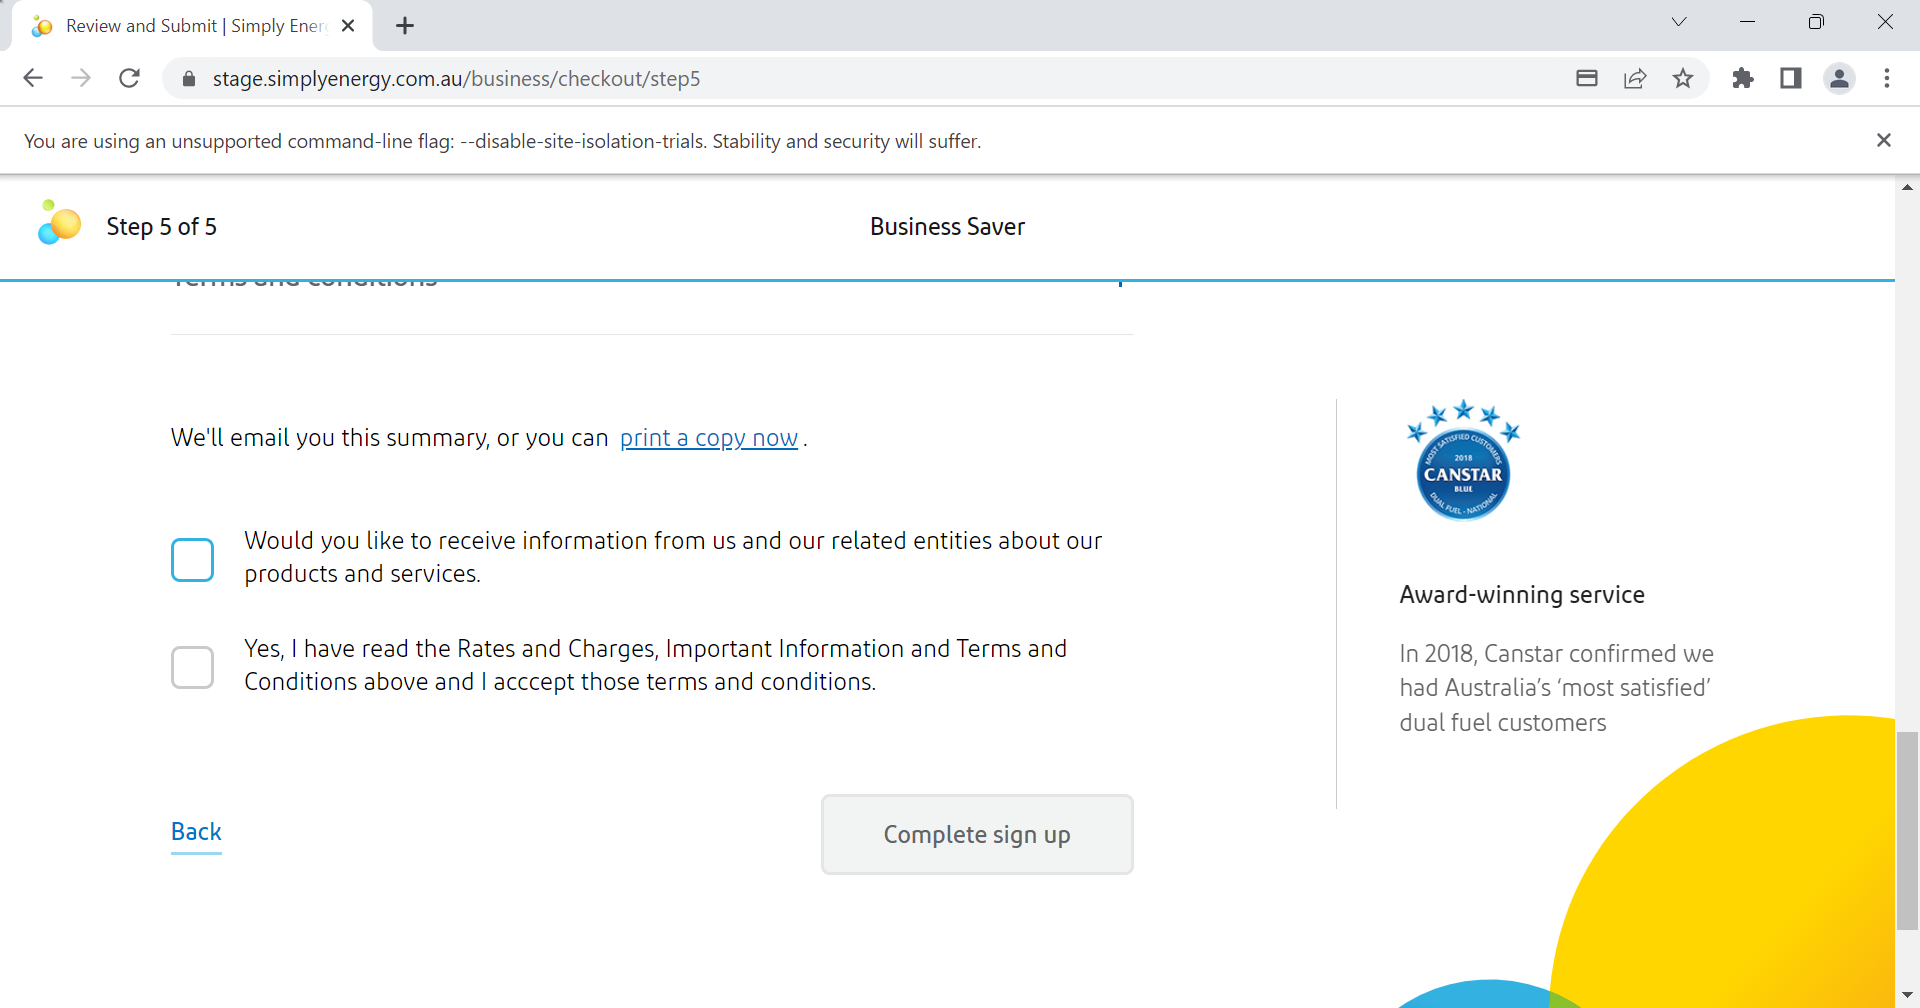 Review and Submit | Simply Ener
stage.simplyenergy.com.au/business/checkout/step5
You are using an unsupported command-line flag: --disable-site-isolation-trials. Stability and security will suffer.
Step 5 of 5
Business Saver
Terms and conditions
We'll email you this summary, or you can print a copy now.
Would you like to receive information from us and our related entities about our
products and services.
Yes, I have read the Rates and Charges, Important Information and Terms and
Conditions above and I acccept those terms and conditions.
Back
Complete sign up
MOST SATISFIED CUSTOMERS
2018
CANSTAR
BLUE
DUAL FUEL - NATIONAL
Award-winning service
In 2018, Canstar confirmed we
had Australia’s ‘most satisfied’
dual fuel customers